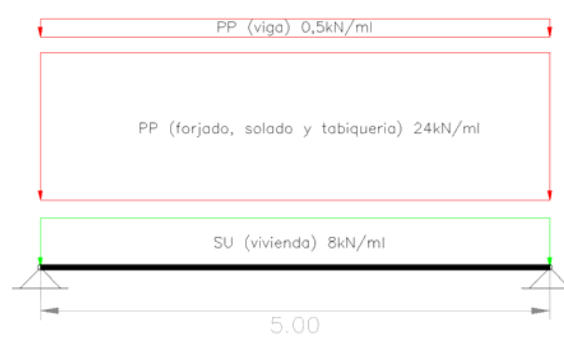 PP (viga) 0,5kN/ml
PP (forjado, solado y tabiqueria) 24kN/ml
SU (vivienda) 8kN/ml
5.00